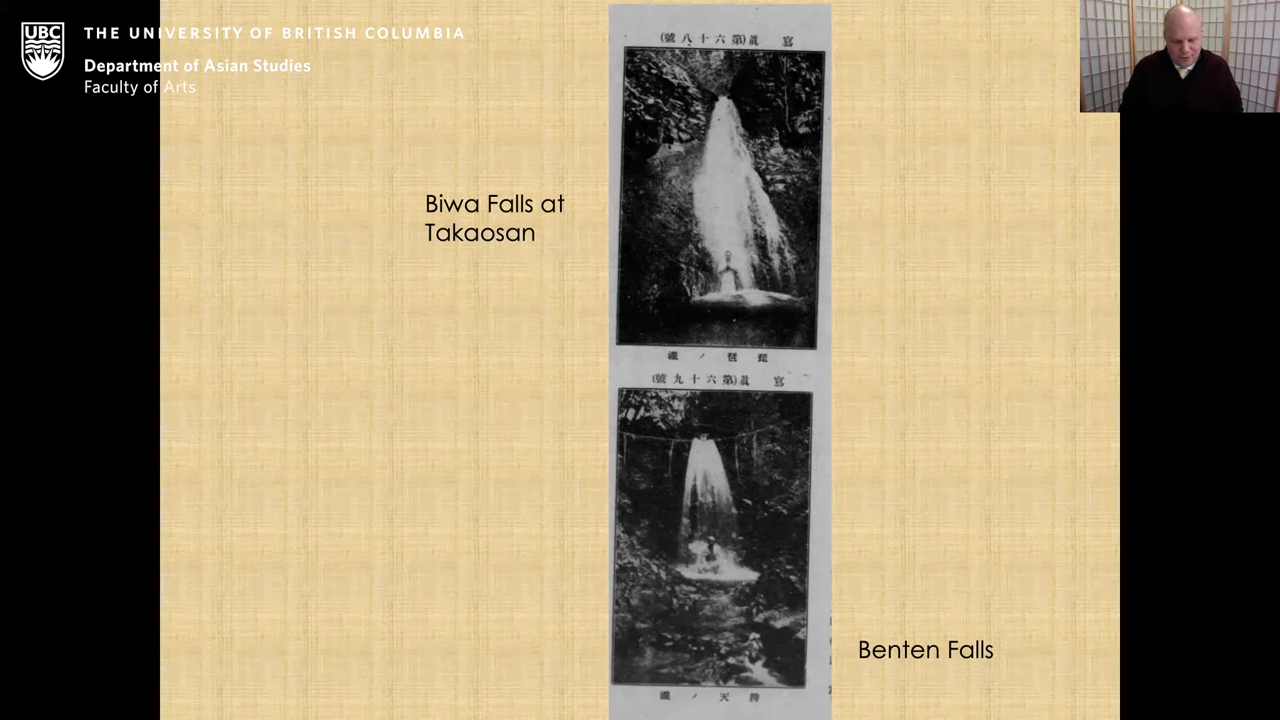 UBC
THE UNIVERSITY OF BRITISH COLUMBIA
Department of Asian Studies
Faculty of Arts
(號八十六第)眞寫
Biwa Falls at
Takaosan
瀧ノ琶琵
(號九十六第)眞寫
Benten Falls
瀧ノ天辨